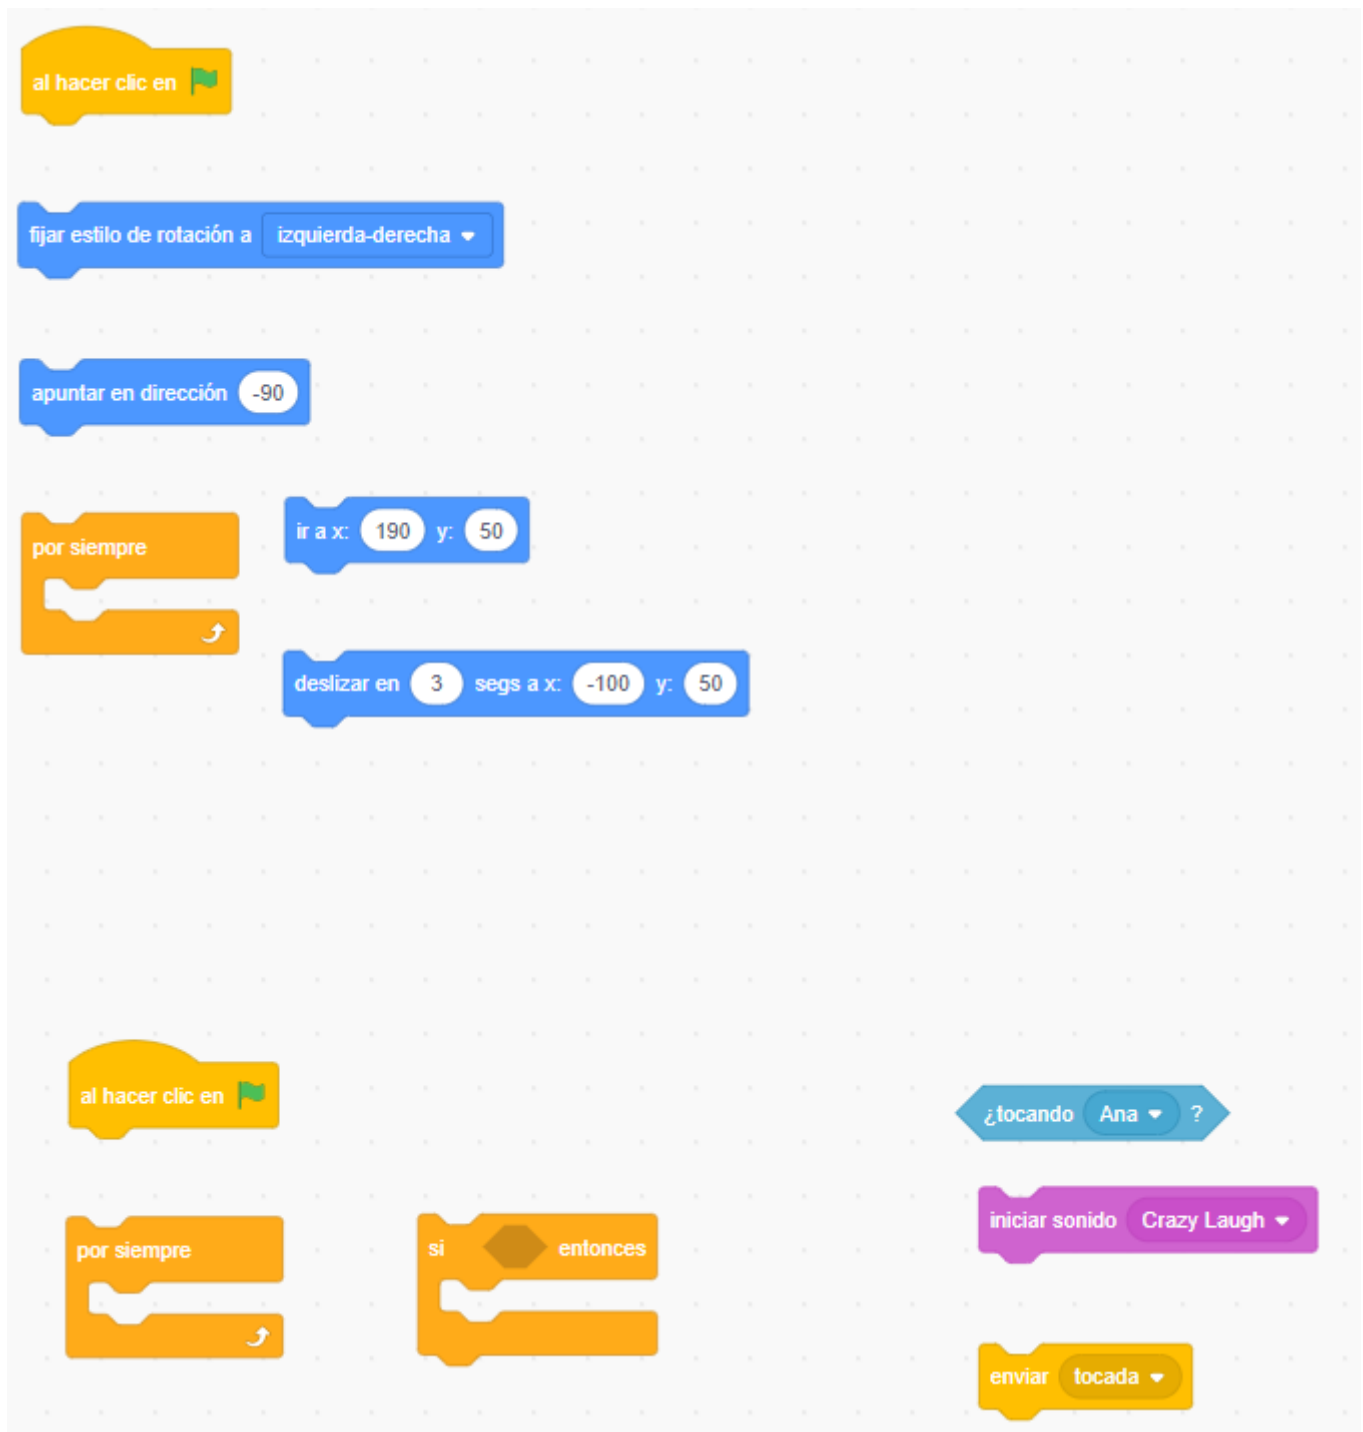 al hacer clic en
fijar estilo de rotación a izquierda-derecha
apuntar en dirección -90
por siempre
ir a x: 190 y: 50
deslizar en 3 segs a x: -100 y: 50
al hacer clic en
¿tocando Ana ?
iniciar sonido Crazy Laugh
por siempre
si entonces
enviar tocada